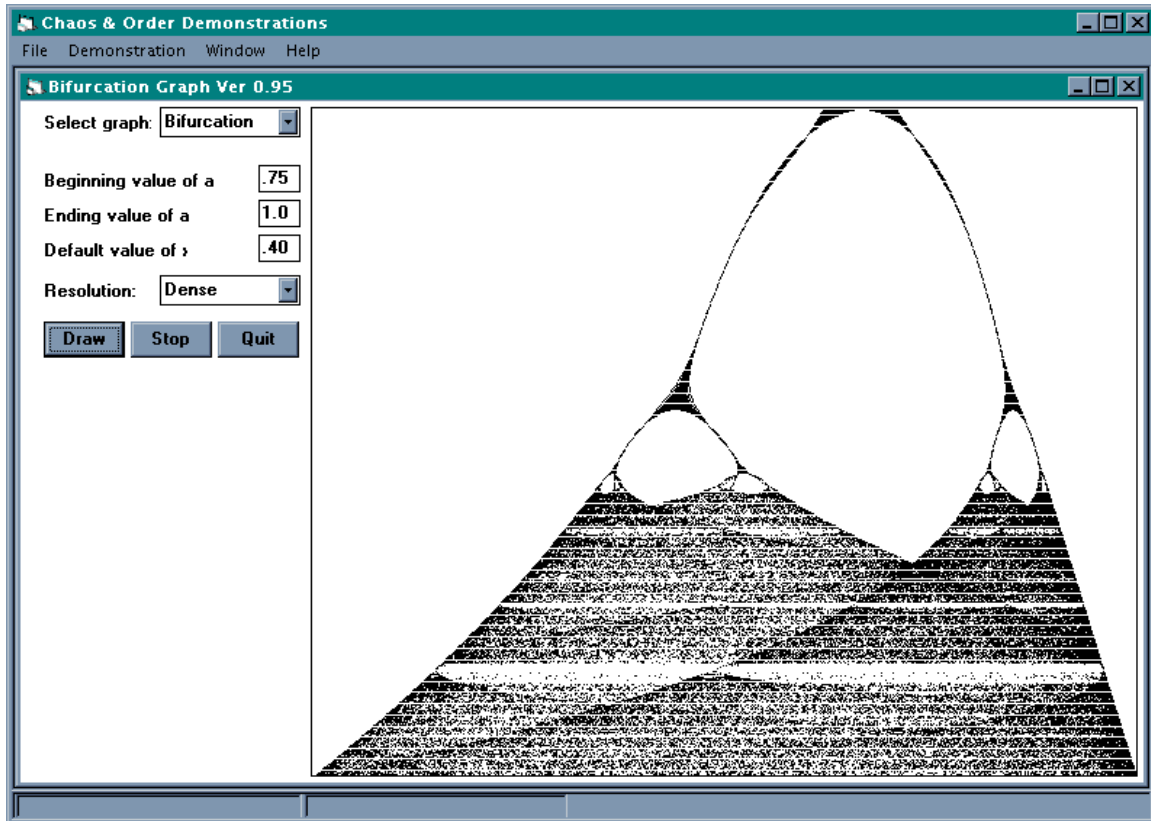 Chaos & Order Demonstrations
File Demonstration Window Help
Bifurcation Graph Ver 0.95
Select graph: Bifurcation
Beginning value of a .75
Ending value of a 1.0
Default value of › .40
Resolution: Dense
Draw Stop Quit